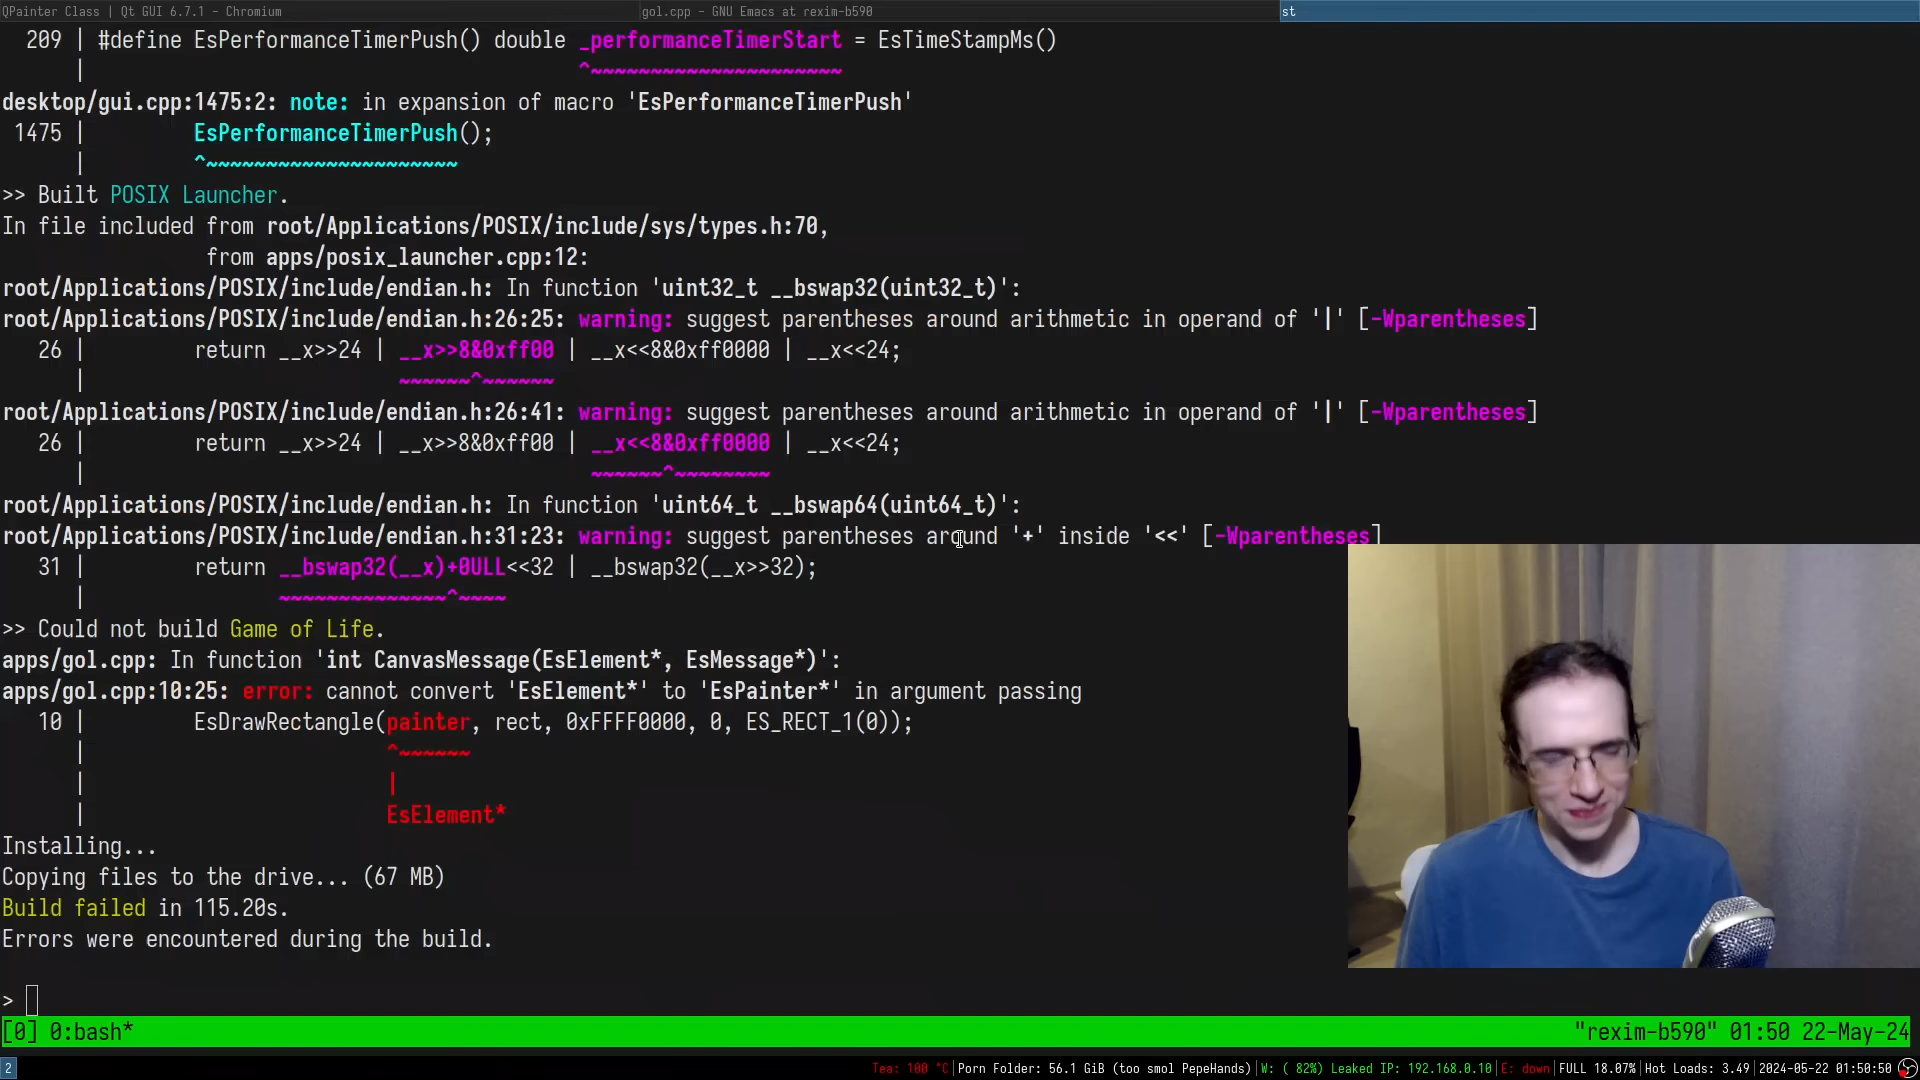 QPainter Class | Qt GUI 6.7.1 - Chromium
gol.cpp - GNU Emacs at rexim-b590
st
209 | #define EsPerformanceTimerPush() double _performanceTimerStart = EsTimeStampMs()
| ^~~~~~~~~~~~~~~~~~~~~~
desktop/gui.cpp:1475:2: note: in expansion of macro 'EsPerformanceTimerPush'
1475 | EsPerformanceTimerPush();
| ^~~~~~~~~~~~~~~~~~~~~~
>> Built POSIX Launcher.
In file included from root/Applications/POSIX/include/sys/types.h:70,
from apps/posix_launcher.cpp:12:
root/Applications/POSIX/include/endian.h: In function 'uint32_t __bswap32(uint32_t)':
root/Applications/POSIX/include/endian.h:26:25: warning: suggest parentheses around arithmetic in operand of '|' [-Wparentheses]
26 | return __x>>24 | __x>>8&0xff00 | __x<<8&0xff0000 | __x<<24;
| ~~~~~~^~~~~~~
root/Applications/POSIX/include/endian.h:26:41: warning: suggest parentheses around arithmetic in operand of '|' [-Wparentheses]
26 | return __x>>24 | __x>>8&0xff00 | __x<<8&0xff0000 | __x<<24;
| ~~~~~~^~~~~~~~~
root/Applications/POSIX/include/endian.h: In function 'uint64_t __bswap64(uint64_t)':
root/Applications/POSIX/include/endian.h:31:23: warning: suggest parentheses around '+' inside '<<' [-Wparentheses]
31 | return __bswap32(__x)+0ULL<<32 | __bswap32(__x>>32);
| ~~~~~~~~~~~~~~^~~~~
>> Could not build Game of Life.
apps/gol.cpp: In function 'int CanvasMessage(EsElement*, EsMessage*)':
apps/gol.cpp:10:25: error: cannot convert 'EsElement*' to 'EsPainter*' in argument passing
10 | EsDrawRectangle(painter, rect, 0xFFFF0000, 0, ES_RECT_1(0));
| ^~~~~~~
| |
| EsElement*
Installing...
Copying files to the drive... (67 MB)
Build failed in 115.20s.
Errors were encountered during the build.
>
[0] 0:bash* "rexim-b590" 01:50 22-May-24
2 Tea: 100 °C|Porn Folder: 56.1 GiB (too smol PepeHands)|W: ( 82%) Leaked IP: 192.168.0.10|E: down|FULL 18.07%|Hot Loads: 3.49|2024-05-22 01:50:50